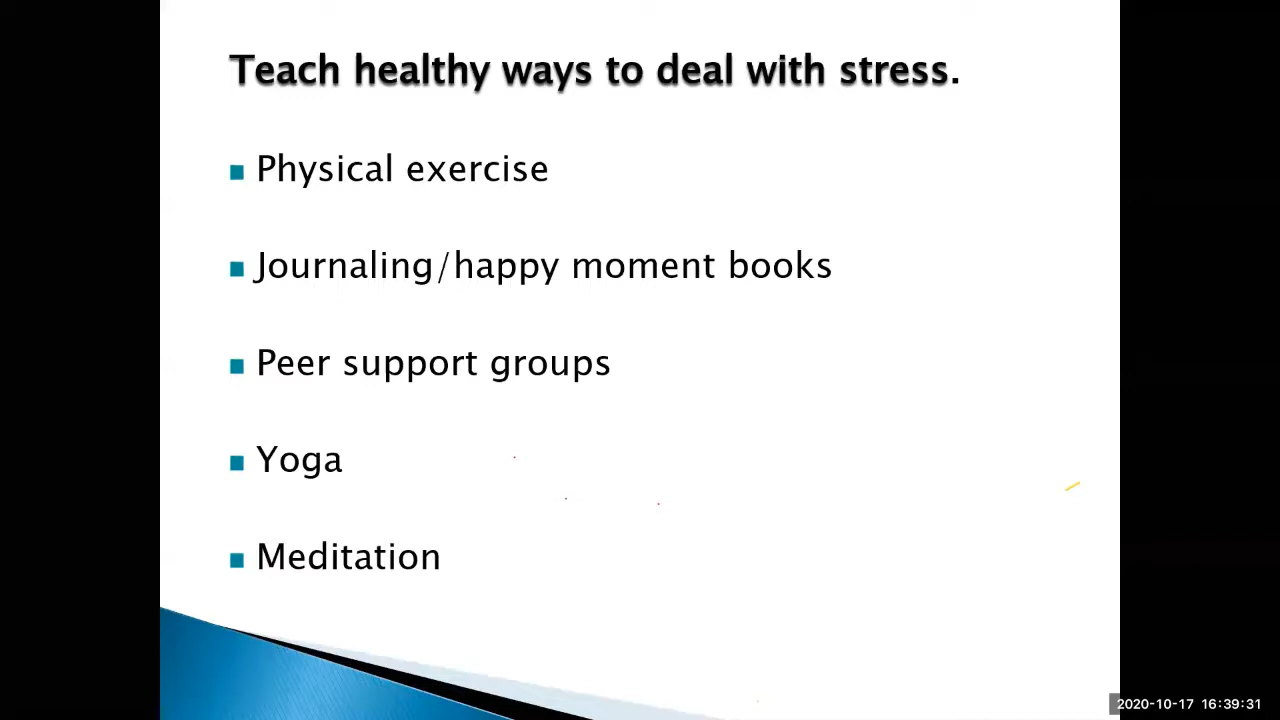 Teach healthy ways to deal with stress.
Physical exercise
Journaling/happy moment books
Peer support groups
Yoga
Meditation
2020-10-17 16:39:31